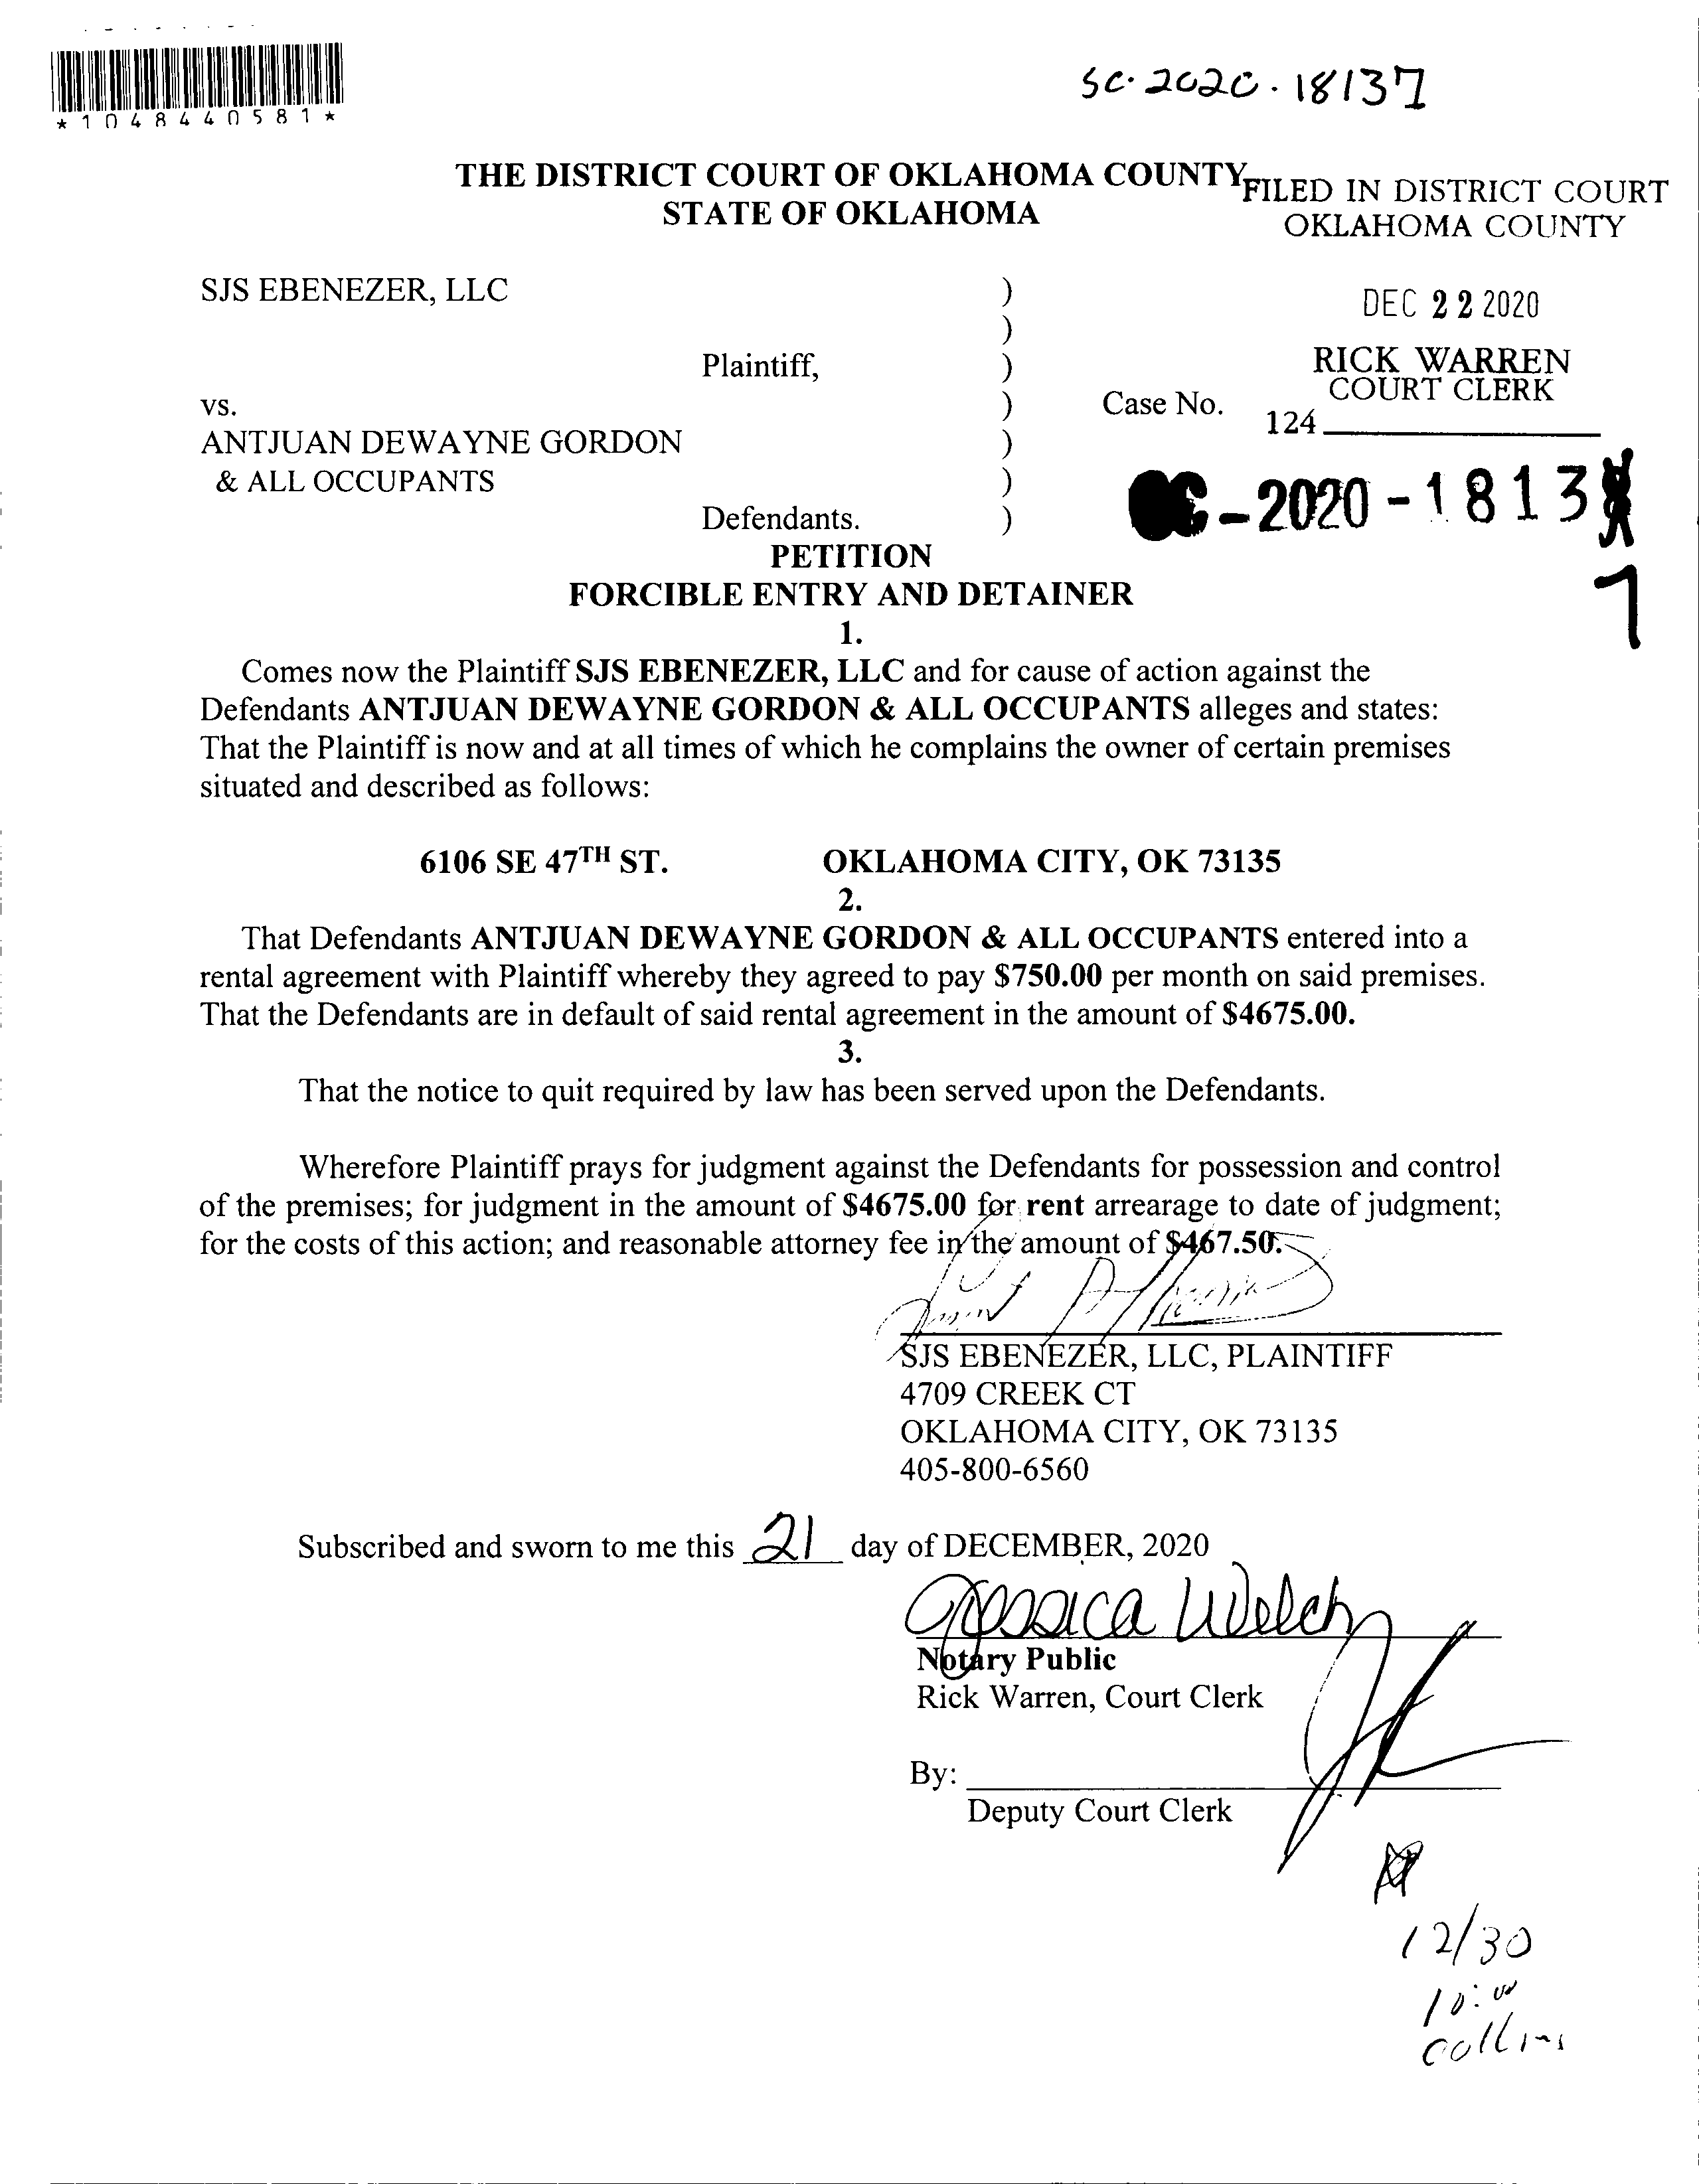 *1048440581*
SC-2020-18137
THE DISTRICT COURT OF OKLAHOMA COUNTY
STATE OF OKLAHOMA
FILED IN DISTRICT COURT
OKLAHOMA COUNTY
SJS EBENEZER, LLC )
)
DEC 22 2020
Plaintiff, )
RICK WARREN
COURT CLERK
vs. ) Case No.
124
ANTJUAN DEWAYNE GORDON )
& ALL OCCUPANTS )
-2020-1813
7
Defendants. )
PETITION
FORCIBLE ENTRY AND DETAINER
1.
Comes now the Plaintiff SJS EBENEZER, LLC and for cause of action against the
Defendants ANTJUAN DEWAYNE GORDON & ALL OCCUPANTS alleges and states:
That the Plaintiff is now and at all times of which he complains the owner of certain premises
situated and described as follows:
6106 SE 47TH ST. OKLAHOMA CITY, OK 73135
2.
That Defendants ANTJUAN DEWAYNE GORDON & ALL OCCUPANTS entered into a
rental agreement with Plaintiff whereby they agreed to pay $750.00 per month on said premises.
That the Defendants are in default of said rental agreement in the amount of $4675.00.
3.
That the notice to quit required by law has been served upon the Defendants.
Wherefore Plaintiff prays for judgment against the Defendants for possession and control
of the premises; for judgment in the amount of $4675.00 for rent arrearage to date of judgment;
for the costs of this action; and reasonable attorney fee in the amount of $467.50.
SJS EBENEZER, LLC, PLAINTIFF
4709 CREEK CT
OKLAHOMA CITY, OK 73135
405-800-6560
Subscribed and sworn to me this 21 day of DECEMBER, 2020
Jessica Welch
Notary Public
Rick Warren, Court Clerk
By:
Deputy Court Clerk
12/30
10:00
Collins